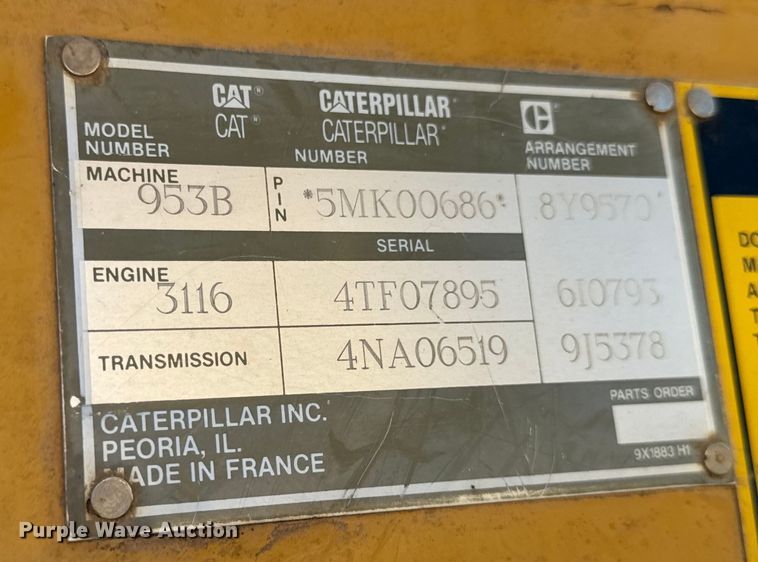 CAT® CATERPILLAR®
CAT® CATERPILLAR®
MODEL NUMBER
NUMBER
ARRANGEMENT NUMBER
MACHINE
953B
PIN
*5MK00686*
8Y9570
SERIAL
ENGINE
3116
4TF07895
6I0793
TRANSMISSION
4NA06519
9J5378
CATERPILLAR INC.
PEORIA, IL.
MADE IN FRANCE
PARTS ORDER
9X1883 H1
DO
M
A
T
T
Purple Wave Auction